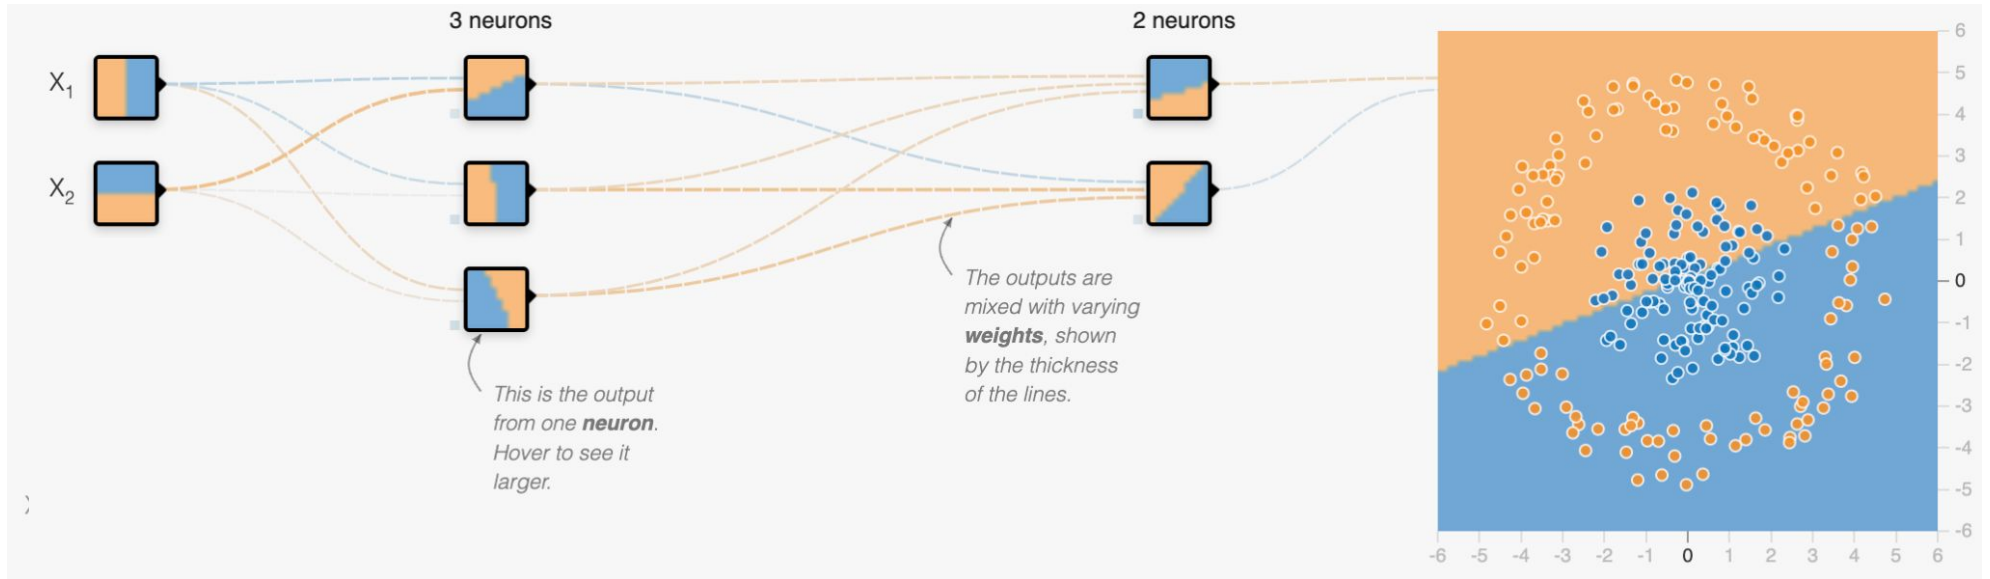 3 neurons
2 neurons
X1
X2
This is the output
from one neuron.
Hover to see it
larger.
The outputs are
mixed with varying
weights, shown
by the thickness
of the lines.
6
5
4
3
2
1
0
-1
-2
-3
-4
-5
-6
-6 -5 -4 -3 -2 -1 0 1 2 3 4 5 6